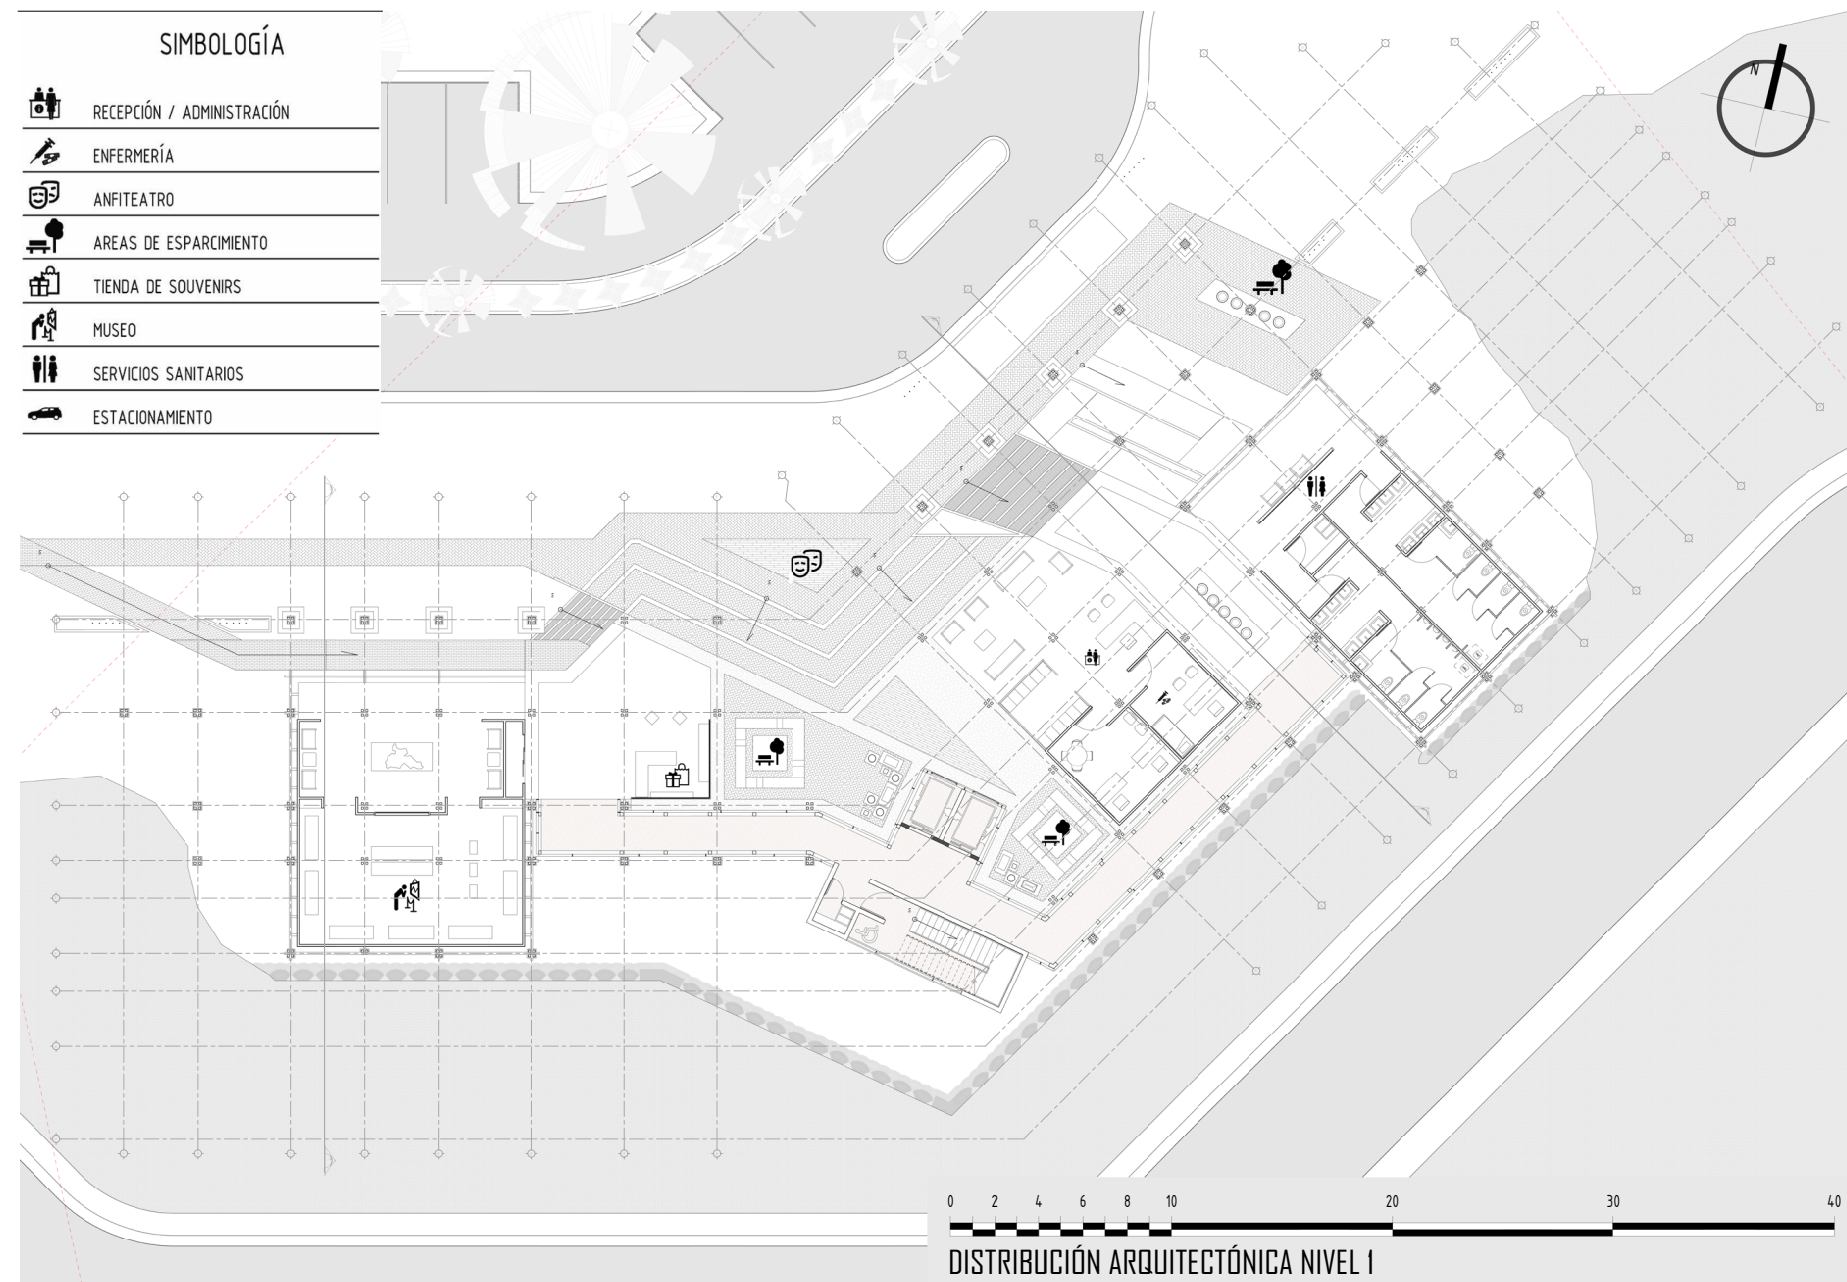 SIMBOLOGÍA
RECEPCIÓN / ADMINISTRACIÓN
ENFERMERÍA
ANFITEATRO
AREAS DE ESPARCIMIENTO
TIENDA DE SOUVENIRS
MUSEO
SERVICIOS SANITARIOS
ESTACIONAMIENTO
N
0 2 4 6 8 10 20 30 40
DISTRIBUCIÓN ARQUITECTÓNICA NIVEL 1